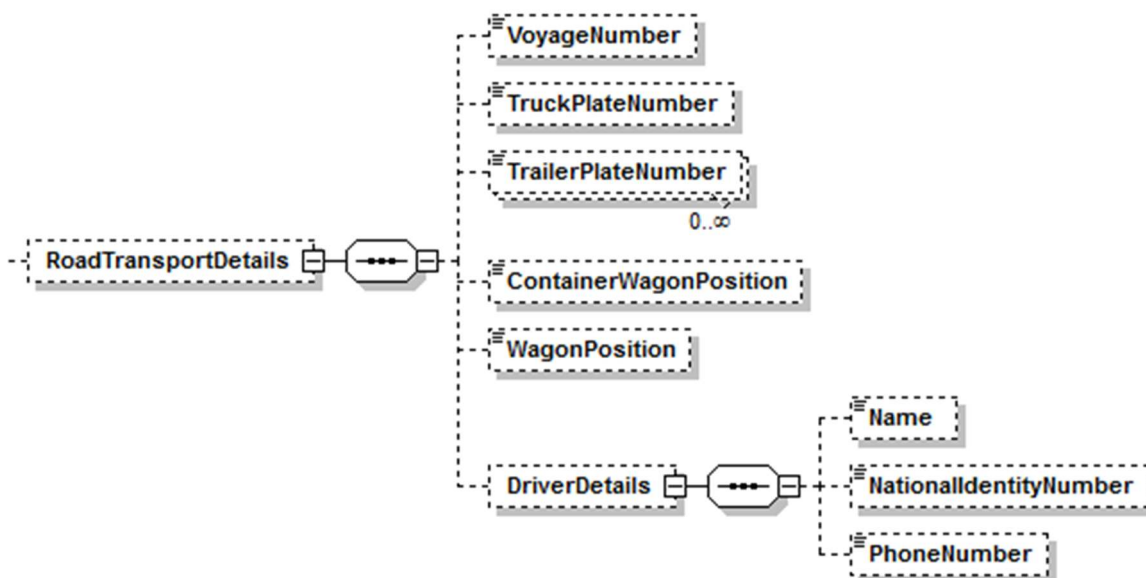 VoyageNumber
TruckPlateNumber
TrailerPlateNumber
0..∞
RoadTransportDetails
ContainerWagonPosition
WagonPosition
Name
DriverDetails
NationalIdentityNumber
PhoneNumber